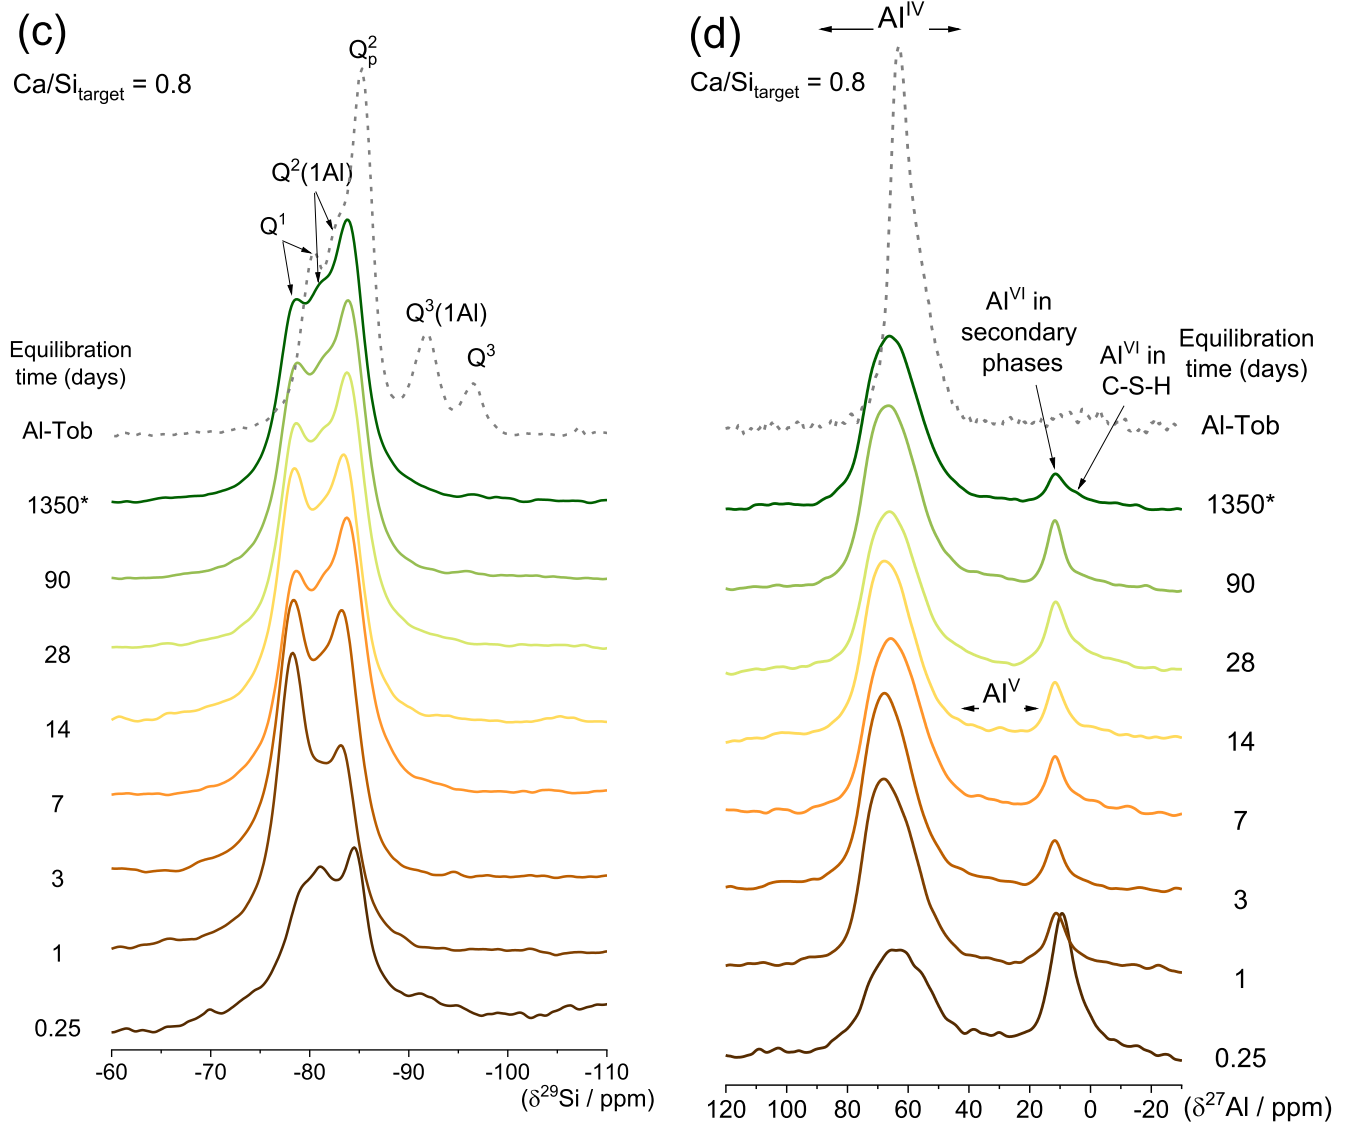 (c)
Ca/Si_target = 0.8
Q²ₚ
Q²(1Al)
Q¹
Q³(1Al)
Q³
Equilibration
time (days)
Al-Tob
1350*
90
28
14
7
3
1
0.25
-60 -70 -80 -90 -100 -110
(δ²⁹Si / ppm)
(d)
Ca/Si_target = 0.8
Al^IV
Al^VI in
secondary
phases
Al^VI in
C-S-H
Equilibration
time (days)
Al-Tob
1350*
90
28
Al^V
14
7
3
1
0.25
120 100 80 60 40 20 0 -20 (δ²⁷Al / ppm)